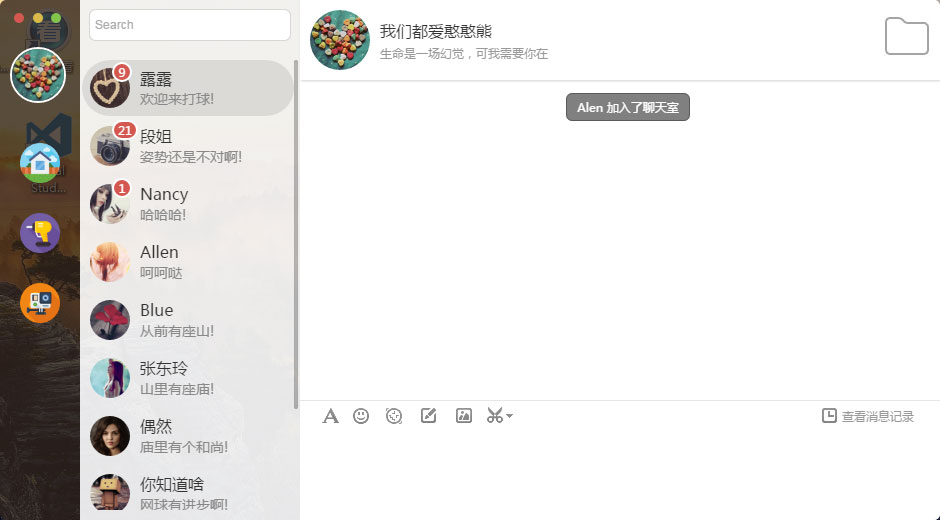 看
Stud...
Search
9
露露
欢迎来打球!
21
段姐
姿势还是不对啊!
1
Nancy
哈哈哈!
Allen
呵呵哒
Blue
从前有座山!
张东玲
山里有座庙!
偶然
庙里有个和尚!
你知道啥
网球有进步啊!
我们都爱憨憨熊
生命是一场幻觉，可我需要你在
Alen 加入了聊天室
查看消息记录